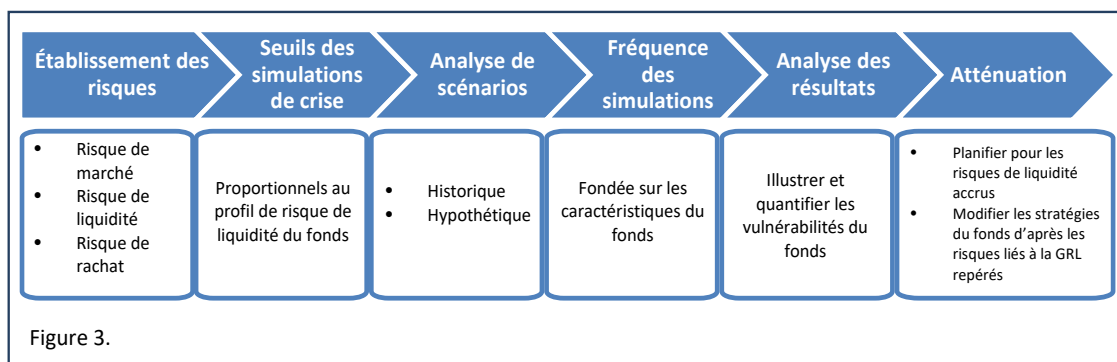 Établissement des
risques
Seuils des
simulations
de crise
Analyse de
scénarios
Fréquence
des
simulations
Analyse des
résultats
Atténuation
• Risque de
marché
• Risque de
liquidité
• Risque de
rachat
Proportionnels au
profil de risque de
liquidité du fonds
• Historique
• Hypothétique
Fondée sur les
caractéristiques du
fonds
Illustrer et
quantifier les
vulnérabilités du
fonds
• Planifier pour les
risques de liquidité
accrus
• Modifier les stratégies
du fonds d’après les
risques liés à la GRL
repérés
Figure 3.